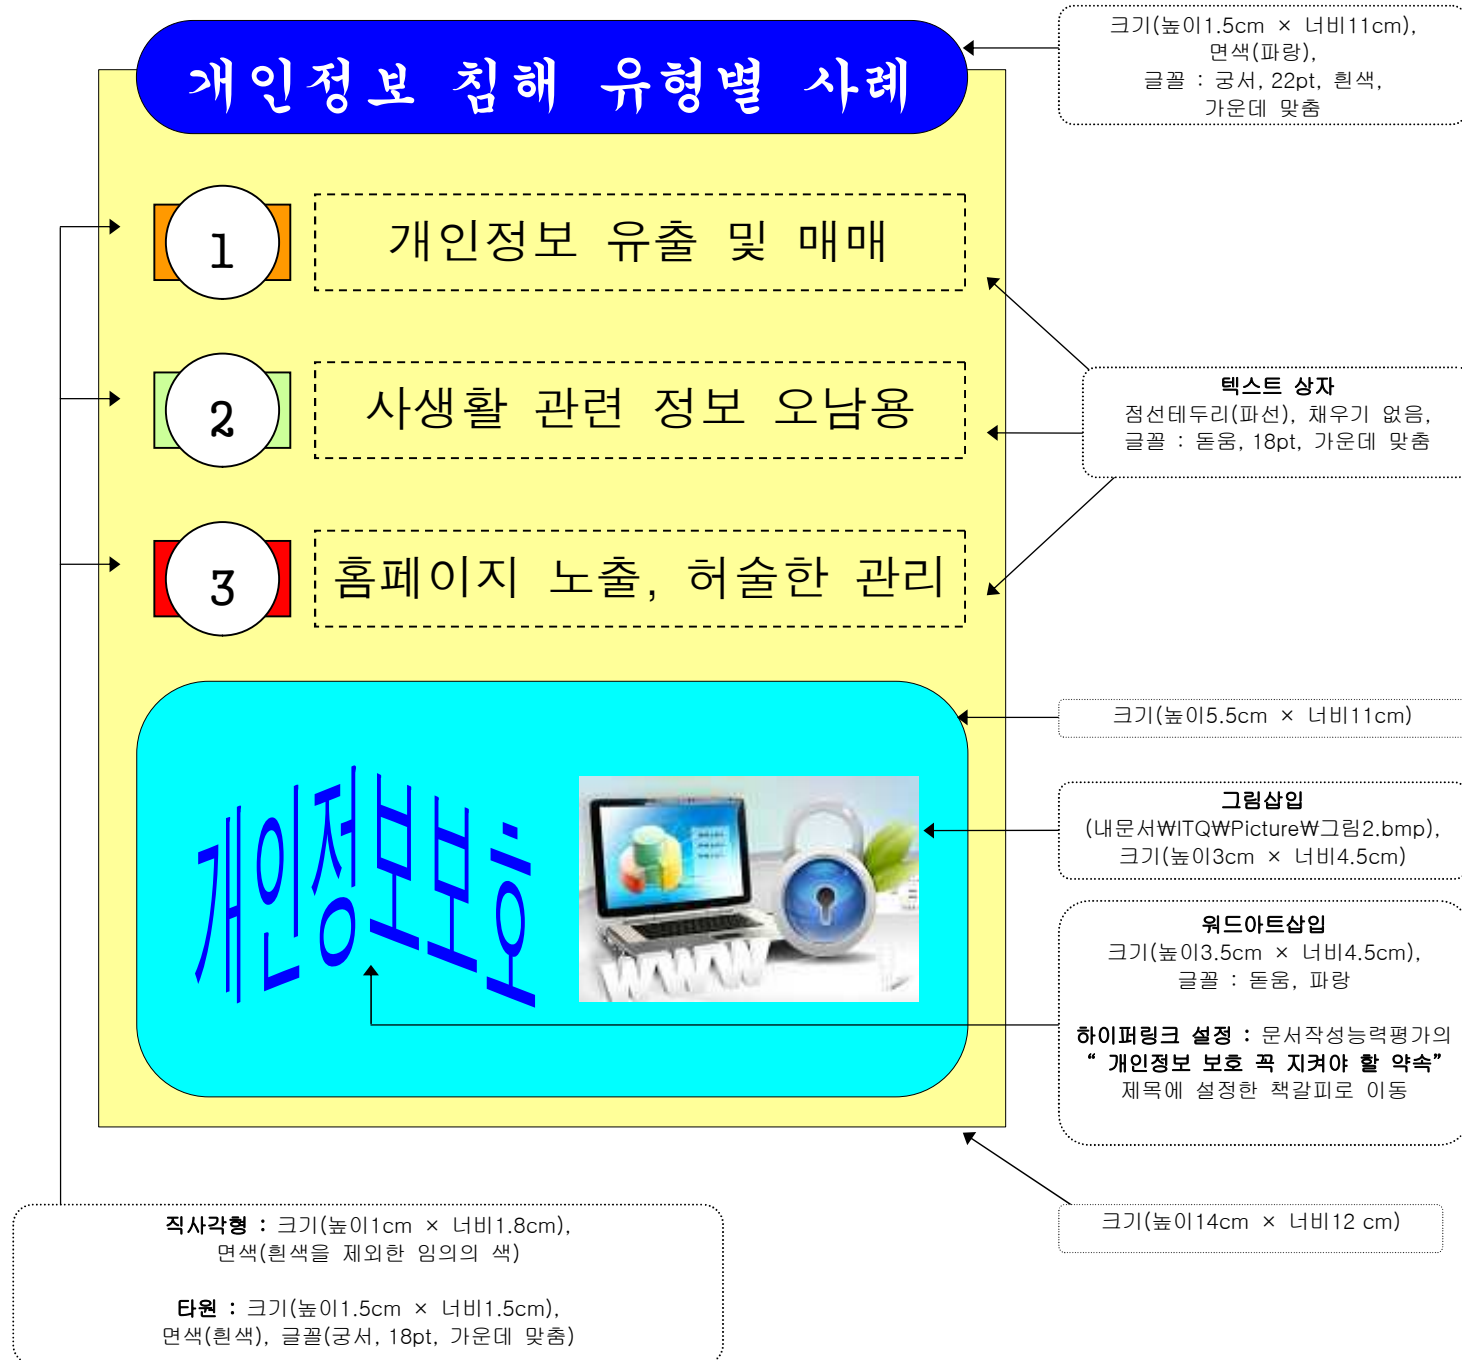 개인정보 침해 유형별 사례
크기(높이1.5cm × 너비11cm),
면색(파랑),
글꼴 : 궁서, 22pt, 흰색,
가운데 맞춤
1
개인정보 유출 및 매매
2
사생활 관련 정보 오남용
텍스트 상자
점선테두리(파선), 채우기 없음,
글꼴 : 돋움, 18pt, 가운데 맞춤
3
홈페이지 노출, 허술한 관리
크기(높이5.5cm × 너비11cm)
개인정보보호
WWW
그림삽입
(내문서₩ITQ₩Picture₩그림2.bmp),
크기(높이3cm × 너비4.5cm)
워드아트삽입
크기(높이3.5cm × 너비4.5cm),
글꼴 : 돋움, 파랑
하이퍼링크 설정 : 문서작성능력평가의
“ 개인정보 보호 꼭 지켜야 할 약속”
제목에 설정한 책갈피로 이동
크기(높이14cm × 너비12 cm)
직사각형 : 크기(높이1cm × 너비1.8cm),
면색(흰색을 제외한 임의의 색)
타원 : 크기(높이1.5cm × 너비1.5cm),
면색(흰색), 글꼴(궁서, 18pt, 가운데 맞춤)